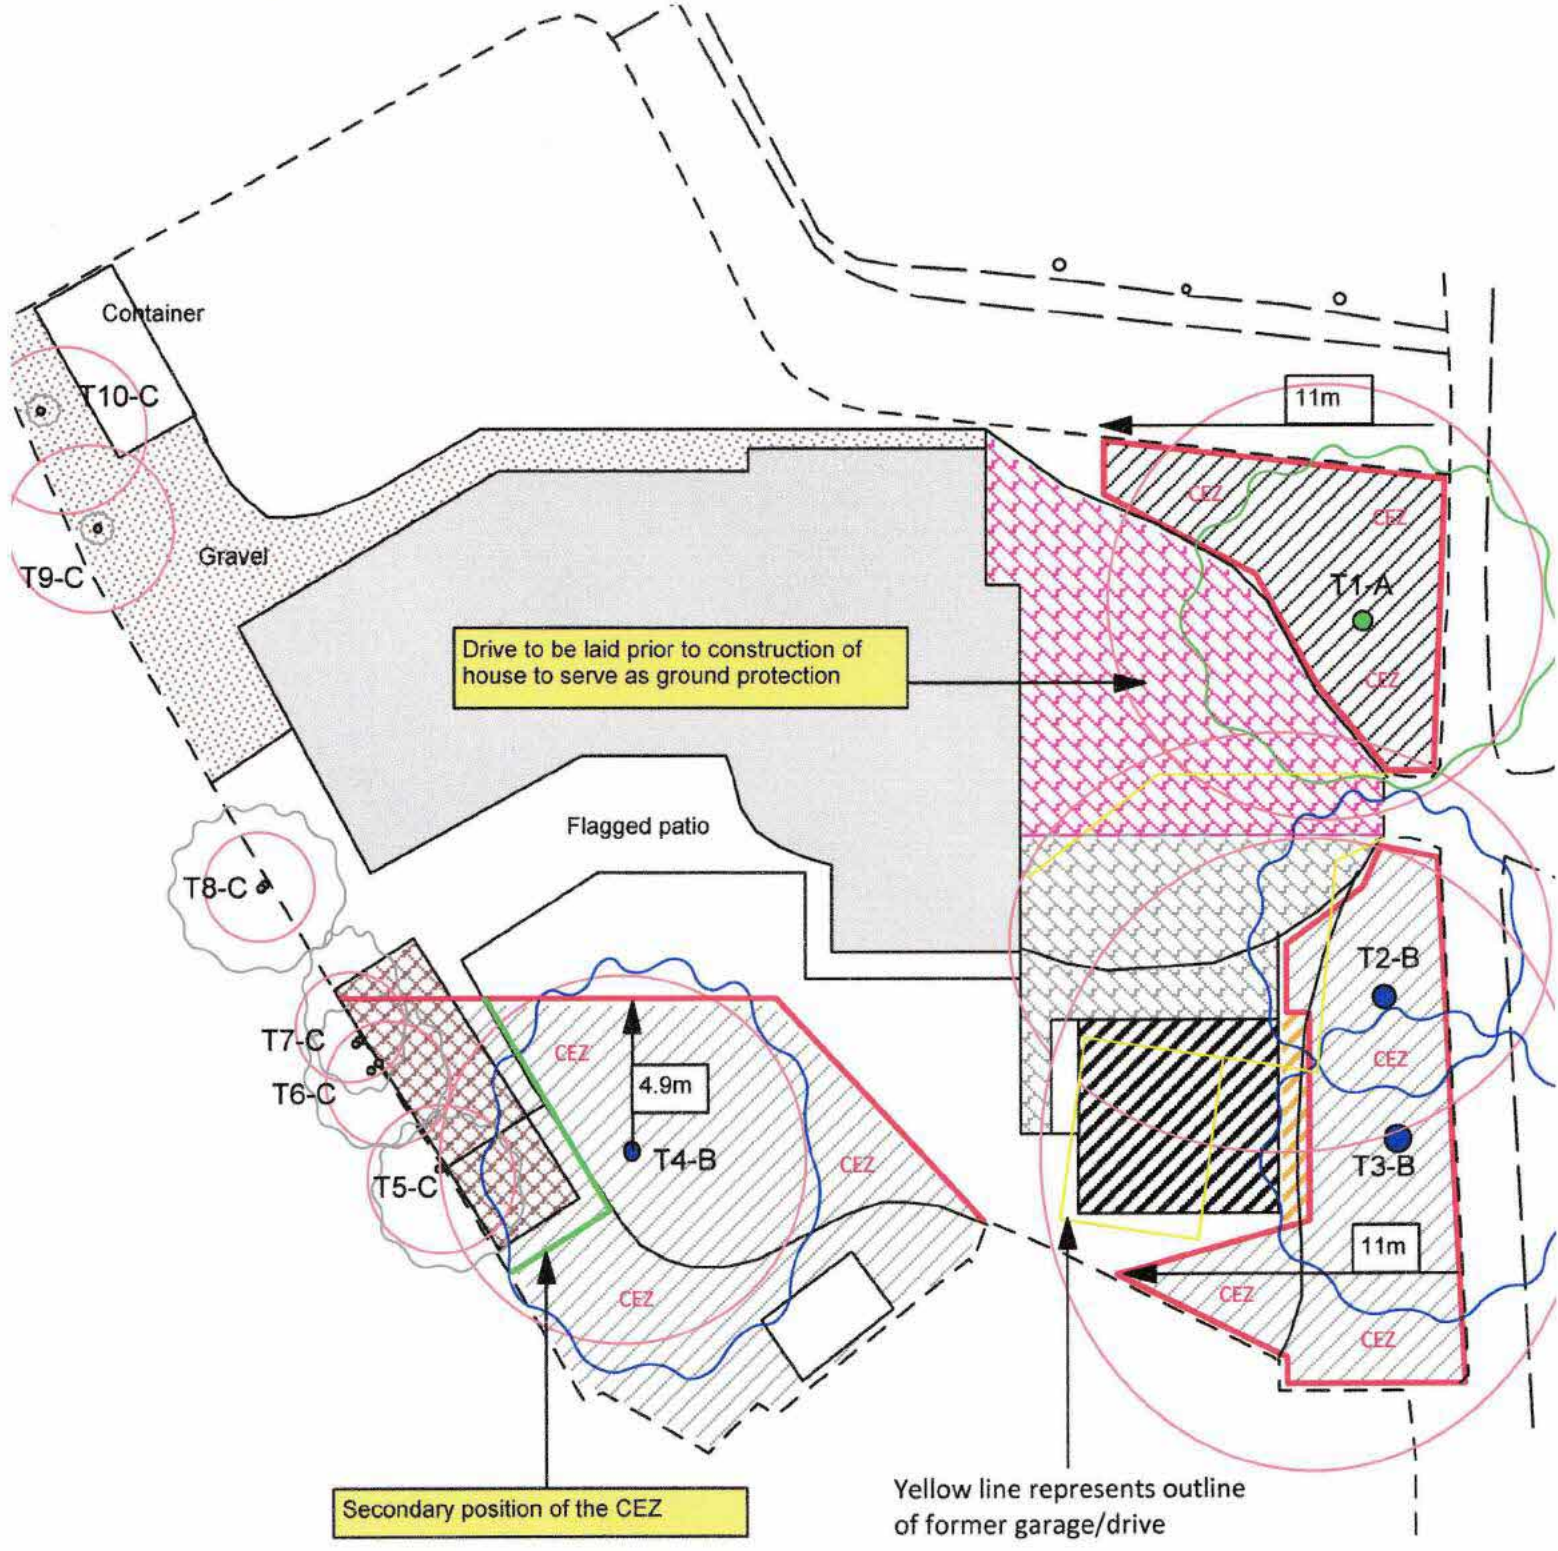 Container
T10-C
11m
CEZ
CEZ
Gravel
T9-C
T1-A
Drive to be laid prior to construction of
house to serve as ground protection
CEZ
Flagged patio
T8-C
T2-B
T7-C
CEZ
CEZ
T6-C
4.9m
T4-B
CEZ
T3-B
T5-C
11m
CEZ
CEZ
CEZ
Secondary position of the CEZ
Yellow line represents outline
of former garage/drive